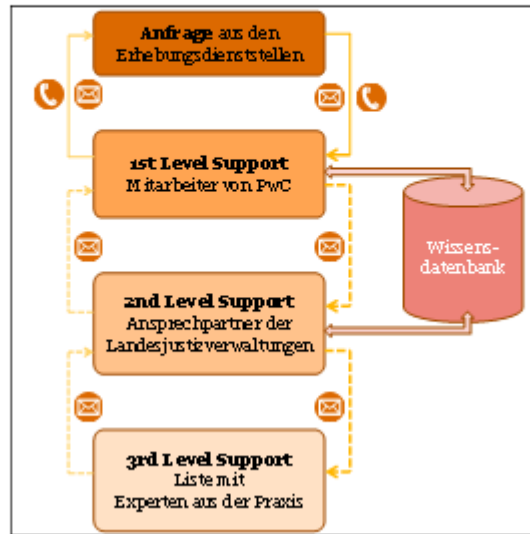 Anfrage aus den
Erhebungsdienststellen
1st Level Support
Mitarbeiter von PwC
Wissens-
datenbank
2nd Level Support
Ansprechpartner der
Landesjustizverwaltungen
3rd Level Support
Liste mit
Experten aus der Praxis